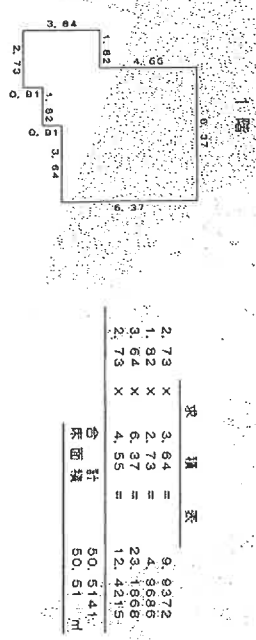 1階
3.64
1.82
4.55
6.37
6.37
3.64
0.91
1.82
0.91
2.73
求積表
2.73 × 3.64 = 9.9372
1.82 × 2.73 = 4.9686
3.64 × 6.37 = 23.1868
2.73 × 4.55 = 12.4215
合計 50.5141
床面積 50.51 ㎡